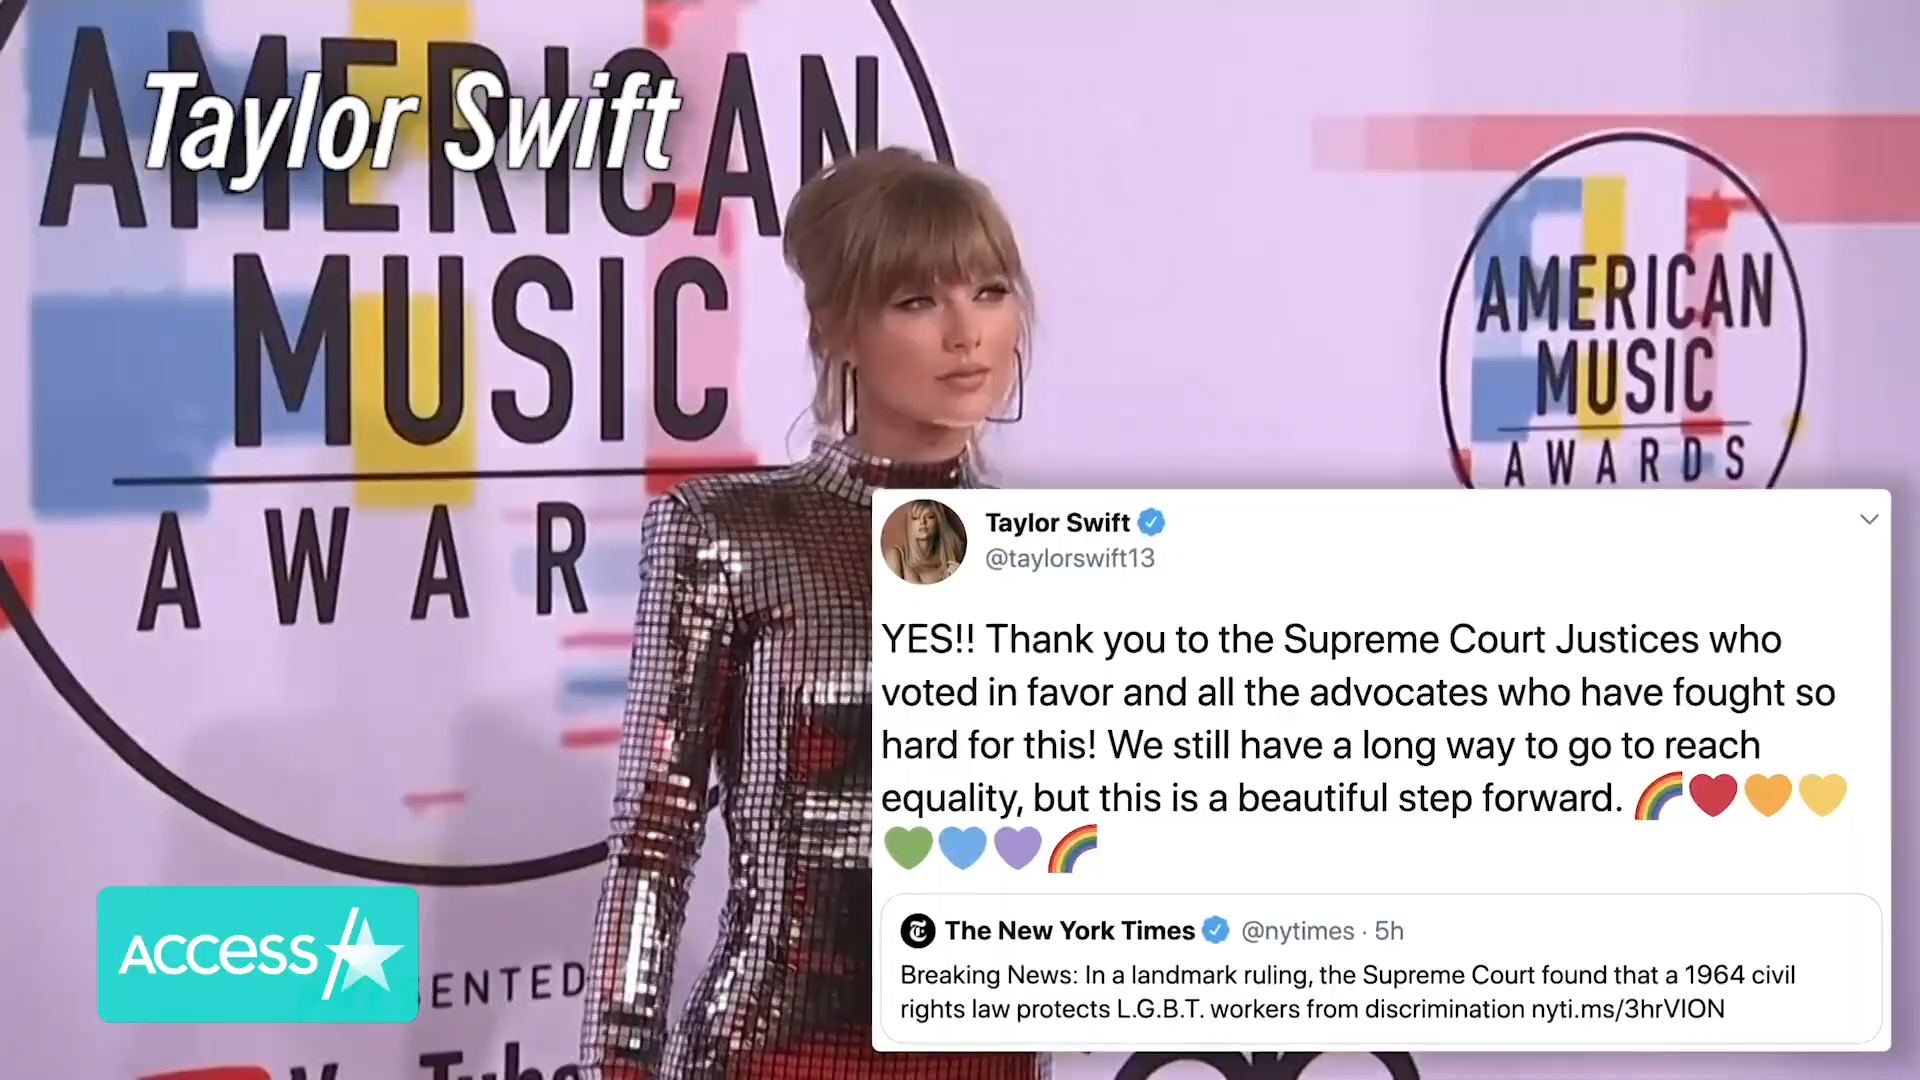 Taylor Swift
AMERICAN
MUSIC
AWAR
AMERICAN
MUSIC
AWARDS
Taylor Swift
@taylorswift13
YES!! Thank you to the Supreme Court Justices who
voted in favor and all the advocates who have fought so
hard for this! We still have a long way to go to reach
equality, but this is a beautiful step forward. 🌈❤️🧡💛
💚💙💜🌈
The New York Times @nytimes · 5h
Breaking News: In a landmark ruling, the Supreme Court found that a 1964 civil
rights law protects L.G.B.T. workers from discrimination nyti.ms/3hrVION
ACCESS
SENTED
YouTube